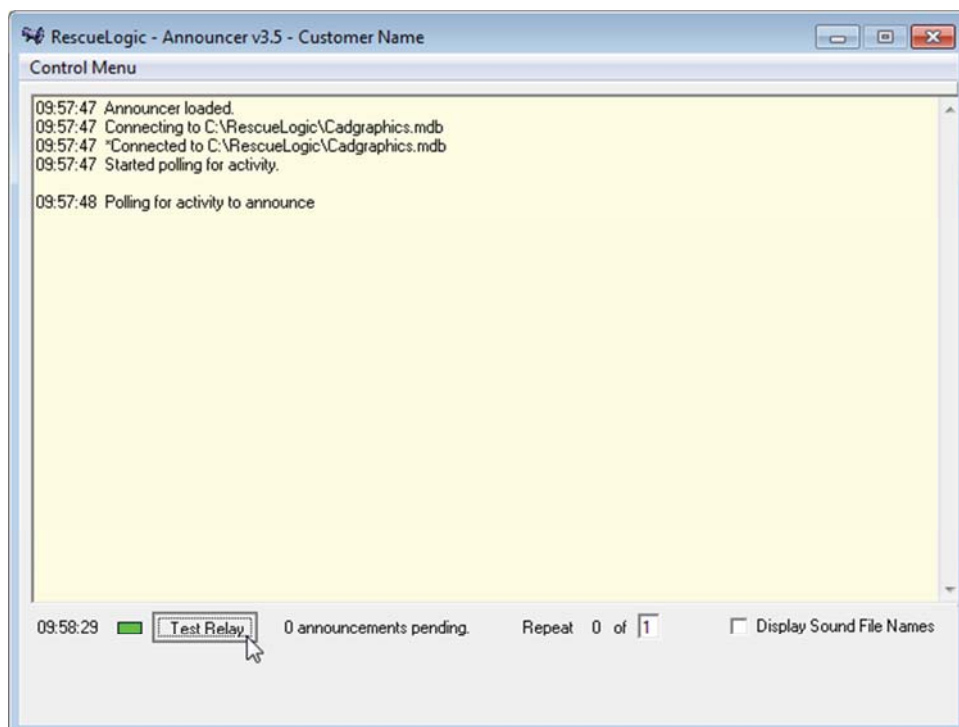 RescueLogic - Announcer v3.5 - Customer Name
Control Menu
09:57:47 Announcer loaded.
09:57:47 Connecting to C:\RescueLogic\Cadgraphics.mdb
09:57:47 *Connected to C:\RescueLogic\Cadgraphics.mdb
09:57:47 Started polling for activity.
09:57:48 Polling for activity to announce
09:58:29 Test Relay 0 announcements pending. Repeat 0 of 1 Display Sound File Names